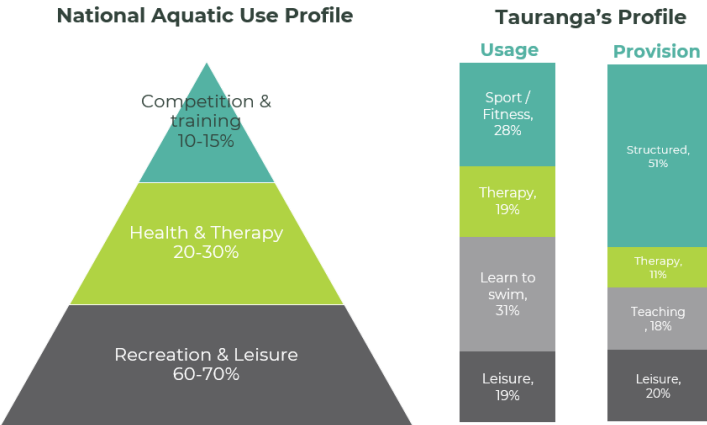 National Aquatic Use Profile
Competition &
training
10-15%
Health & Therapy
20-30%
Recreation & Leisure
60-70%
Tauranga's Profile
Usage
Sport /
Fitness,
28%
Therapy,
19%
Learn to
swim,
31%
Leisure,
19%
Provision
Structured,
51%
Therapy,
11%
Teaching
, 18%
Leisure,
20%